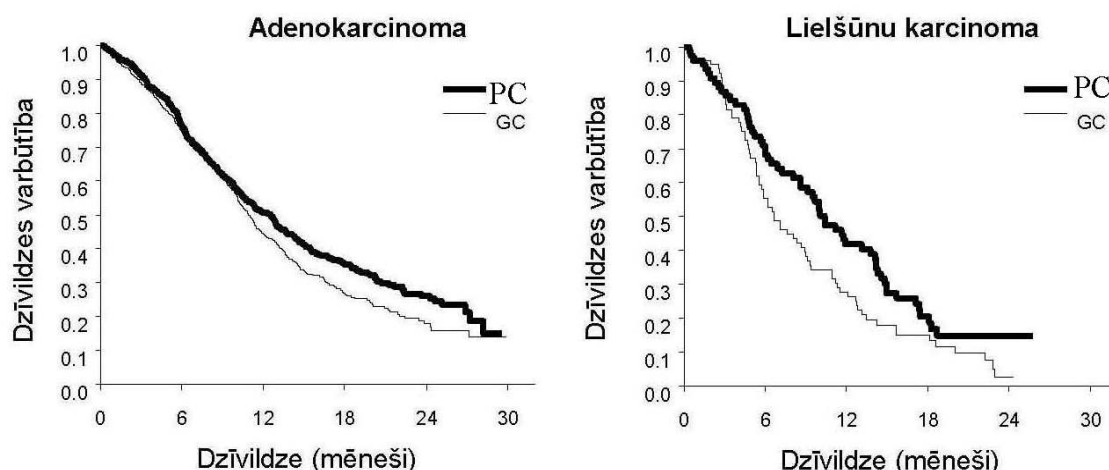 Adenokarcinoma
1.0
0.9
0.8
0.7
0.6
0.5
0.4
0.3
0.2
0.1
0.0
PC
GC
Dzīvildzes varbūtība
0 6 12 18 24 30
Dzīvildze (mēneši)
Lielšūnu karcinoma
1.0
0.9
0.8
0.7
0.6
0.5
0.4
0.3
0.2
0.1
0.0
PC
GC
Dzīvildzes varbūtība
0 6 12 18 24 30
Dzīvildze (mēneši)